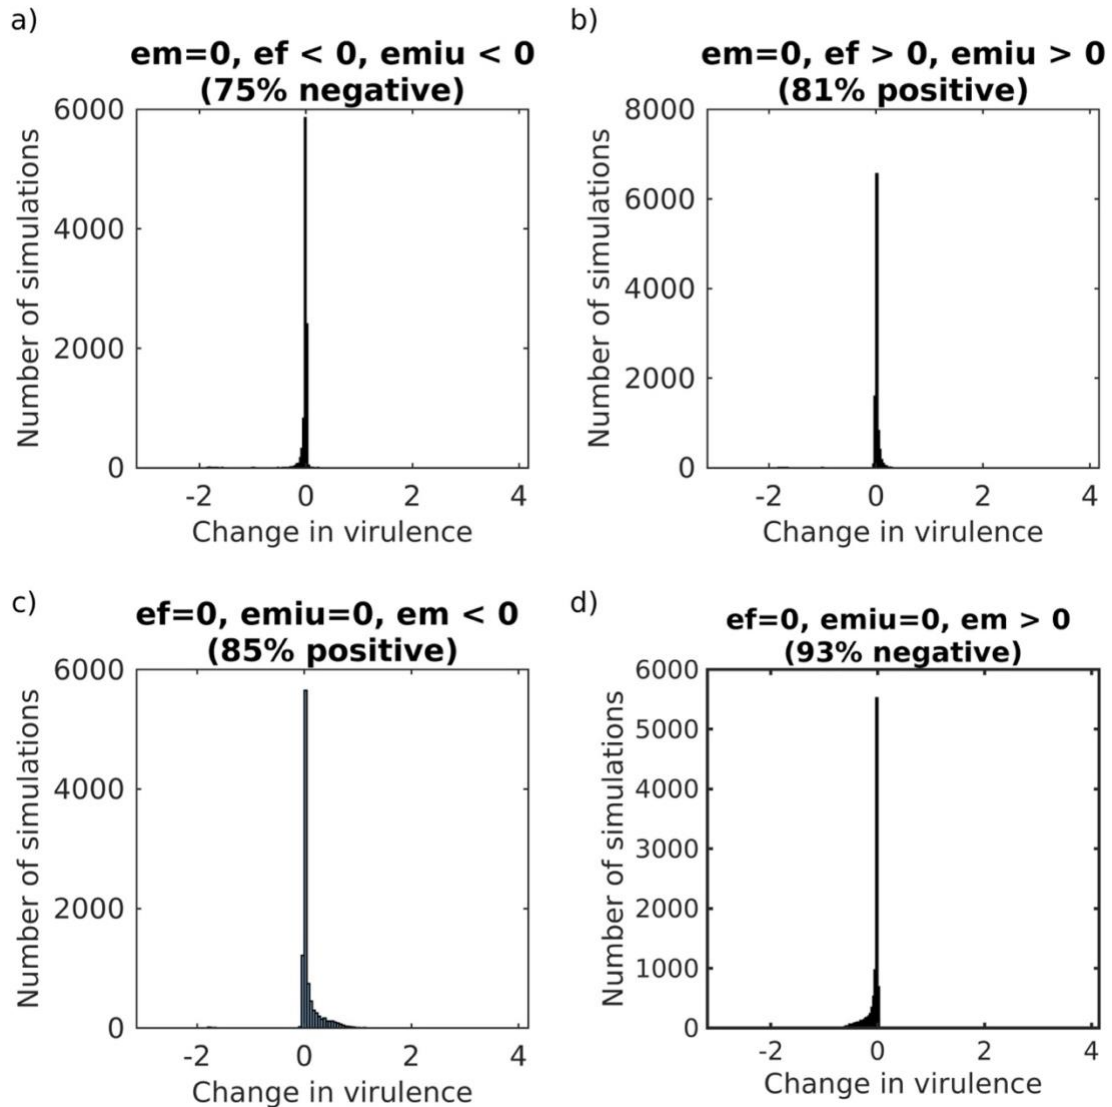 a)
em=0, ef < 0, emiu < 0
(75% negative)
6000
4000
2000
0
Number of simulations
-2 0 2 4
Change in virulence
b)
em=0, ef > 0, emiu > 0
(81% positive)
8000
6000
4000
2000
0
Number of simulations
-2 0 2 4
Change in virulence
c)
ef=0, emiu=0, em < 0
(85% positive)
6000
4000
2000
0
Number of simulations
-2 0 2 4
Change in virulence
d)
ef=0, emiu=0, em > 0
(93% negative)
6000
5000
4000
3000
2000
1000
0
Number of simulations
-2 0 2 4
Change in virulence